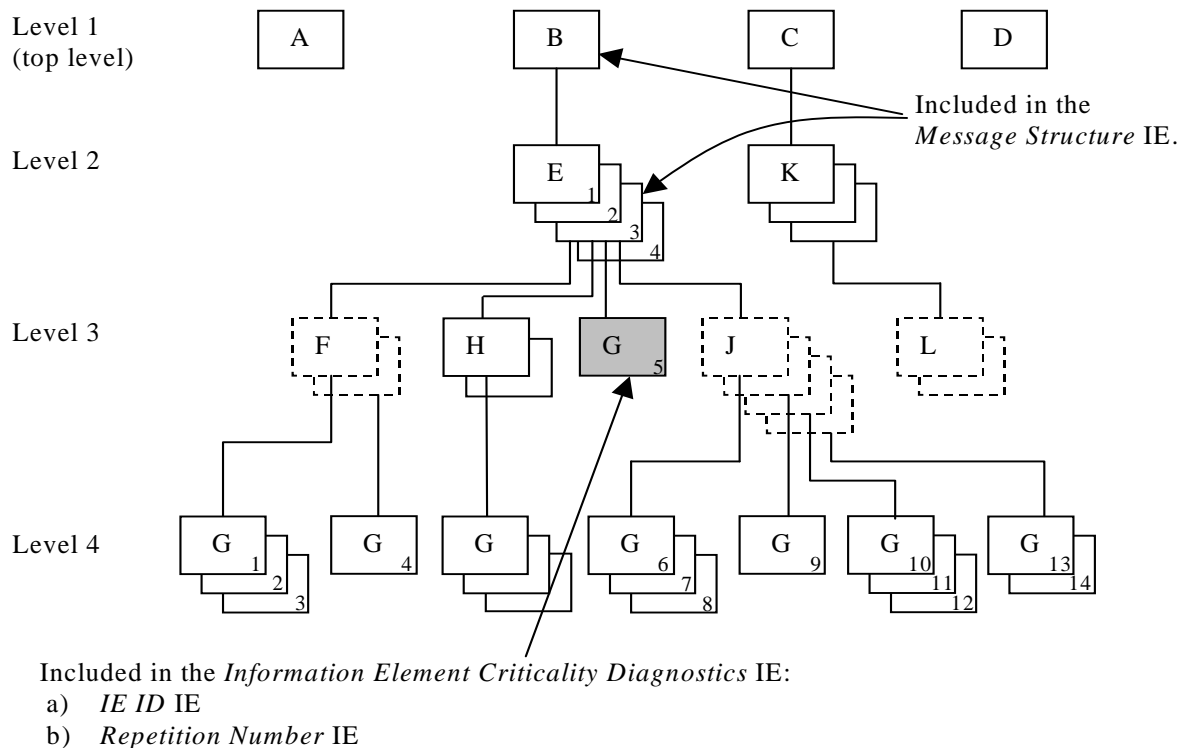 Level 1
(top level)
A
B
C
D
Included in the
Message Structure IE.
Level 2
E
1
2
3
4
K
Level 3
F
H
G
5
J
L
Level 4
G
1
2
3
G
4
G
G
6
7
8
G
9
G
10
11
12
G
13
14
Included in the Information Element Criticality Diagnostics IE:
a) IE ID IE
b) Repetition Number IE